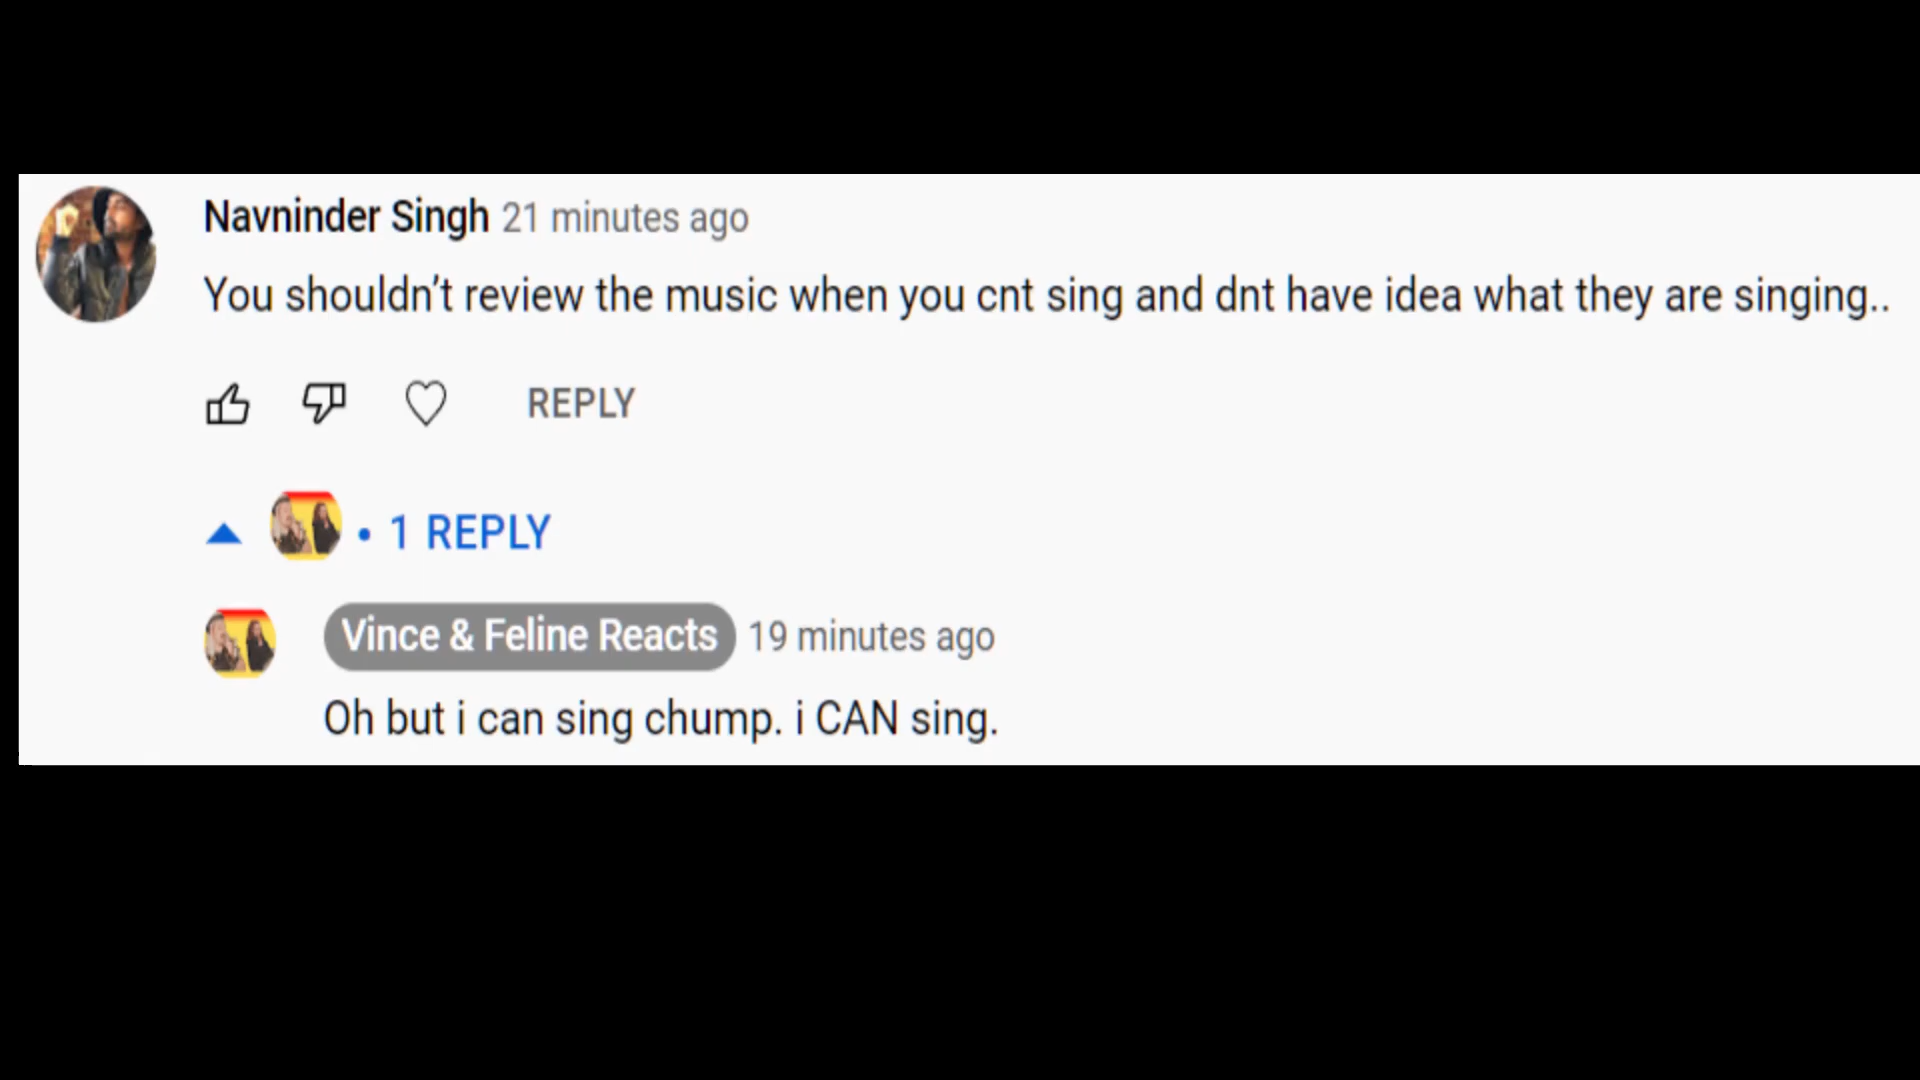 Navninder Singh 21 minutes ago
You shouldn’t review the music when you cnt sing and dnt have idea what they are singing..
REPLY
• 1 REPLY
Vince & Feline Reacts 19 minutes ago
Oh but i can sing chump. i CAN sing.